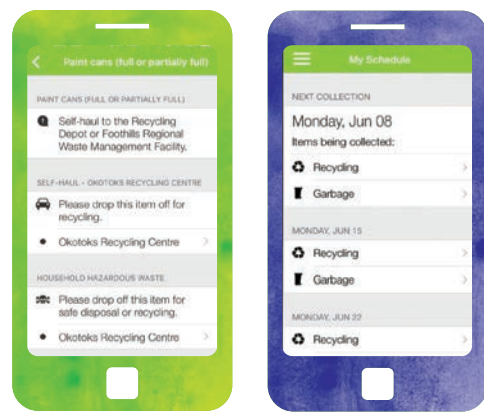 Paint cans (full or partially full)
PAINT CANS (FULL OR PARTIALLY FULL)
Self-haul to the Recycling
Depot or Foothills Regional
Waste Management Facility.
SELF-HAUL - OKOTOKS RECYCLING CENTRE
Please drop this item off for
recycling.
Okotoks Recycling Centre
HOUSEHOLD HAZARDOUS WASTE
Please drop off this item for
safe disposal or recycling.
Okotoks Recycling Centre
My Schedule
NEXT COLLECTION
Monday, Jun 08
Items being collected:
Recycling
Garbage
MONDAY, JUN 15
Recycling
Garbage
MONDAY, JUN 22
Recycling